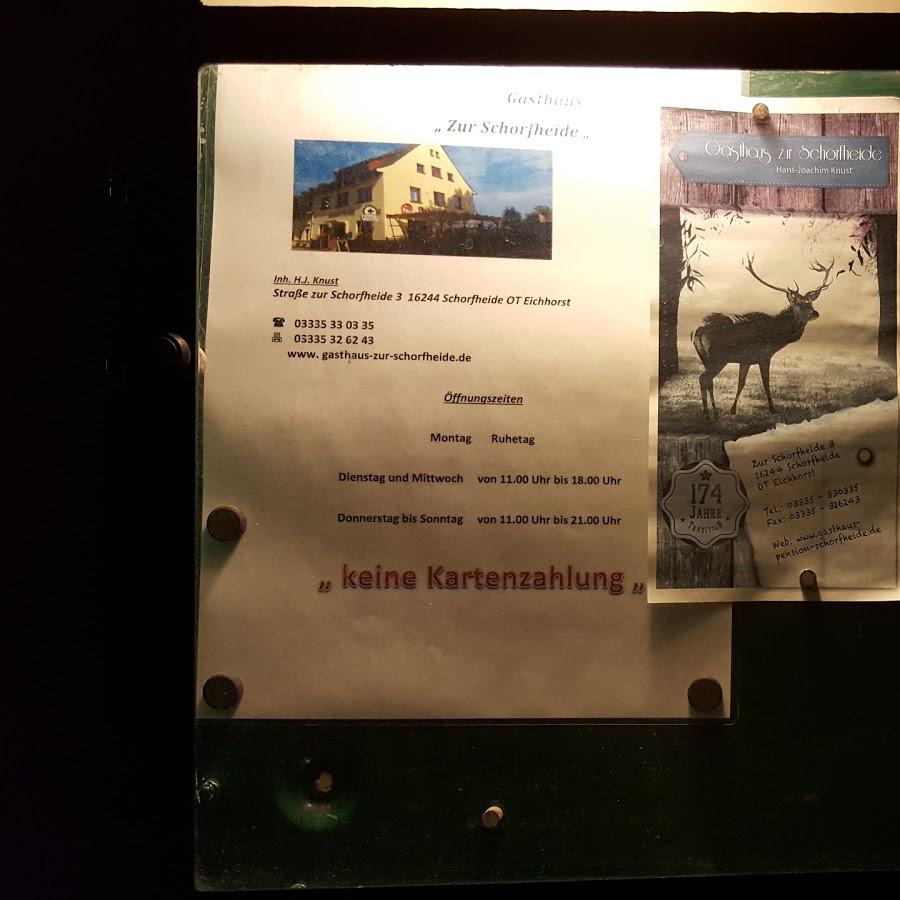 Gasthaus
„ Zur Schorfheide „
Inh. H.J. Knust
Straße zur Schorfheide 3 16244 Schorfheide OT Eichhorst
03335 33 03 35
03335 32 62 43
www. gasthaus-zur-schorfheide.de
Öffnungszeiten
Montag Ruhetag
Dienstag und Mittwoch von 11.00 Uhr bis 18.00 Uhr
Donnerstag bis Sonntag von 11.00 Uhr bis 21.00 Uhr
„ keine Kartenzahlung „
Gasthaus zur Schorfheide
Hans-Joachim Knust
174
JAHRE
TRADITION
Zur Schorfheide 3
16244 Schorfheide
OT Eichhorst
Tel.: 03335 - 330335
Fax: 03335 - 326243
Web: www.gasthaus-
pension-schorfheide.de